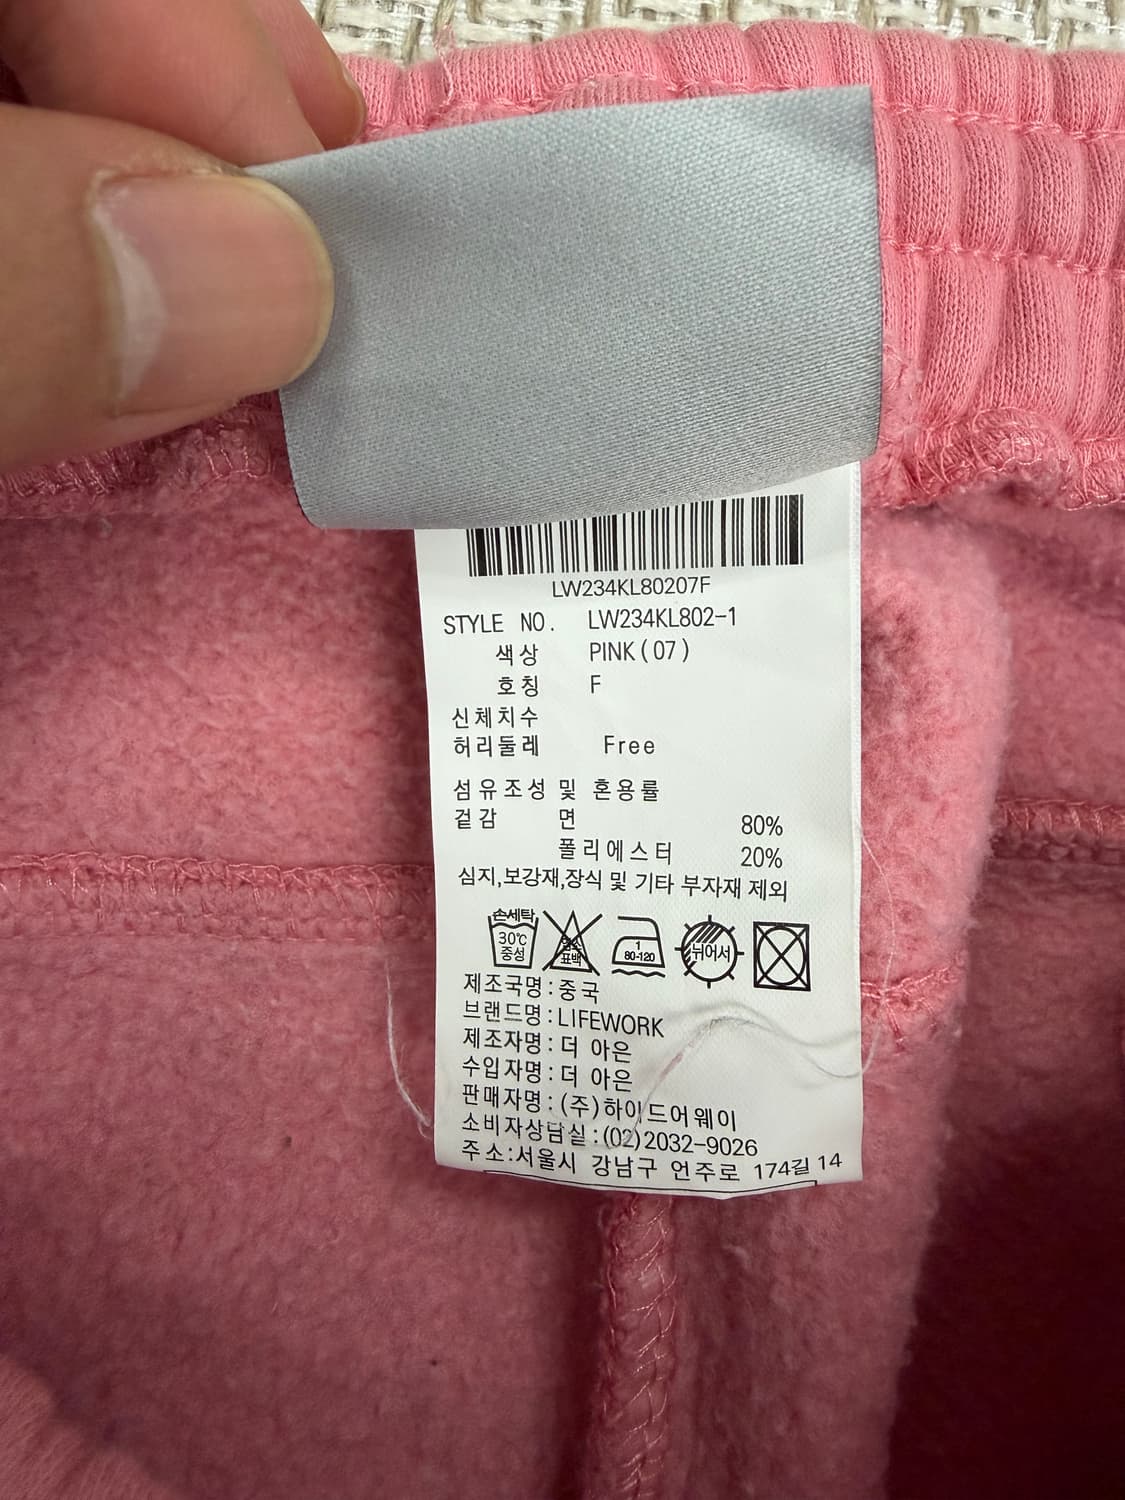 LW234KL80207F
STYLE NO. LW234KL802-1
색상 PINK(07)
호칭 F
신체치수
허리둘레 Free
섬유조성 및 혼용률
겉감 면 80%
폴리에스터 20%
심지,보강재,장식 및 기타 부자재 제외
손세탁
30℃
중성
염소
표백
1
80-120
뉘어서
제조국명:중국
브랜드명:LIFEWORK
제조자명:더 아은
수입자명:더 아은
판매자명:(주)하이드어웨이
소비자상담실:(02)2032-9026
주소:서울시 강남구 언주로 174길 14